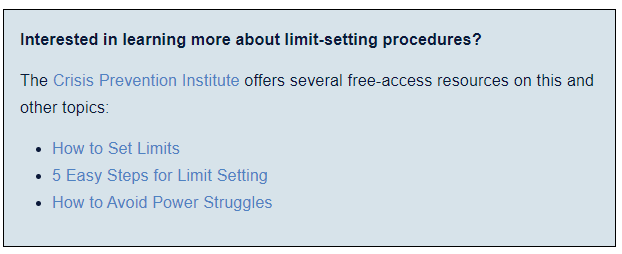 Interested in learning more about limit-setting procedures?
The Crisis Prevention Institute offers several free-access resources on this and
other topics:
• How to Set Limits
• 5 Easy Steps for Limit Setting
• How to Avoid Power Struggles